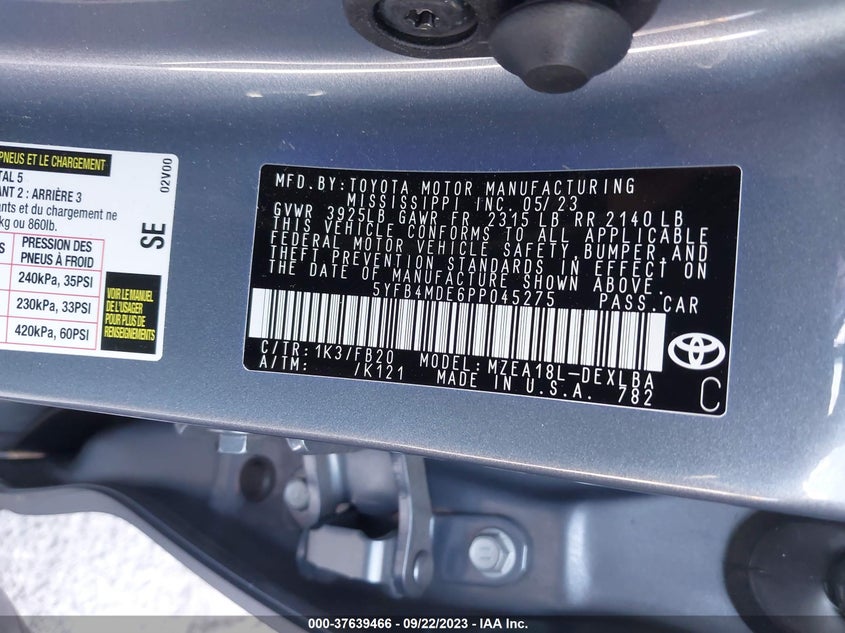 PNEUS ET LE CHARGEMENT
TAL 5
ANT 2 : ARRIÈRE 3
ants et du chargement ne
kg ou 860lb.
PRESSION DES
PNEUS À FROID
240kPa, 35PSI
230kPa, 33PSI
420kPa, 60PSI
02V00
SE
VOIR LE MANUEL
DE L'USAGER
POUR PLUS DE
RENSEIGNEMENTS
MFD.BY:TOYOTA MOTOR MANUFACTURING
MISSISSIPPI INC. 05/23
GVWR 3925LB GAWR FR 2315 LB RR 2140 LB
THIS VEHICLE CONFORMS TO ALL APPLICABLE
FEDERAL MOTOR VEHICLE SAFETY, BUMPER, AND
THEFT PREVENTION STANDARDS IN EFFECT ON
THE DATE OF MANUFACTURE SHOWN ABOVE.
5YFB4MDE6PP045275 PASS.CAR
C/TR: 1K3/FB20 MODEL: MZEA18L-DEXLBA
A/TM: /K121 MADE IN U.S.A. 782
C
000-37639466 - 09/22/2023 - IAA Inc.